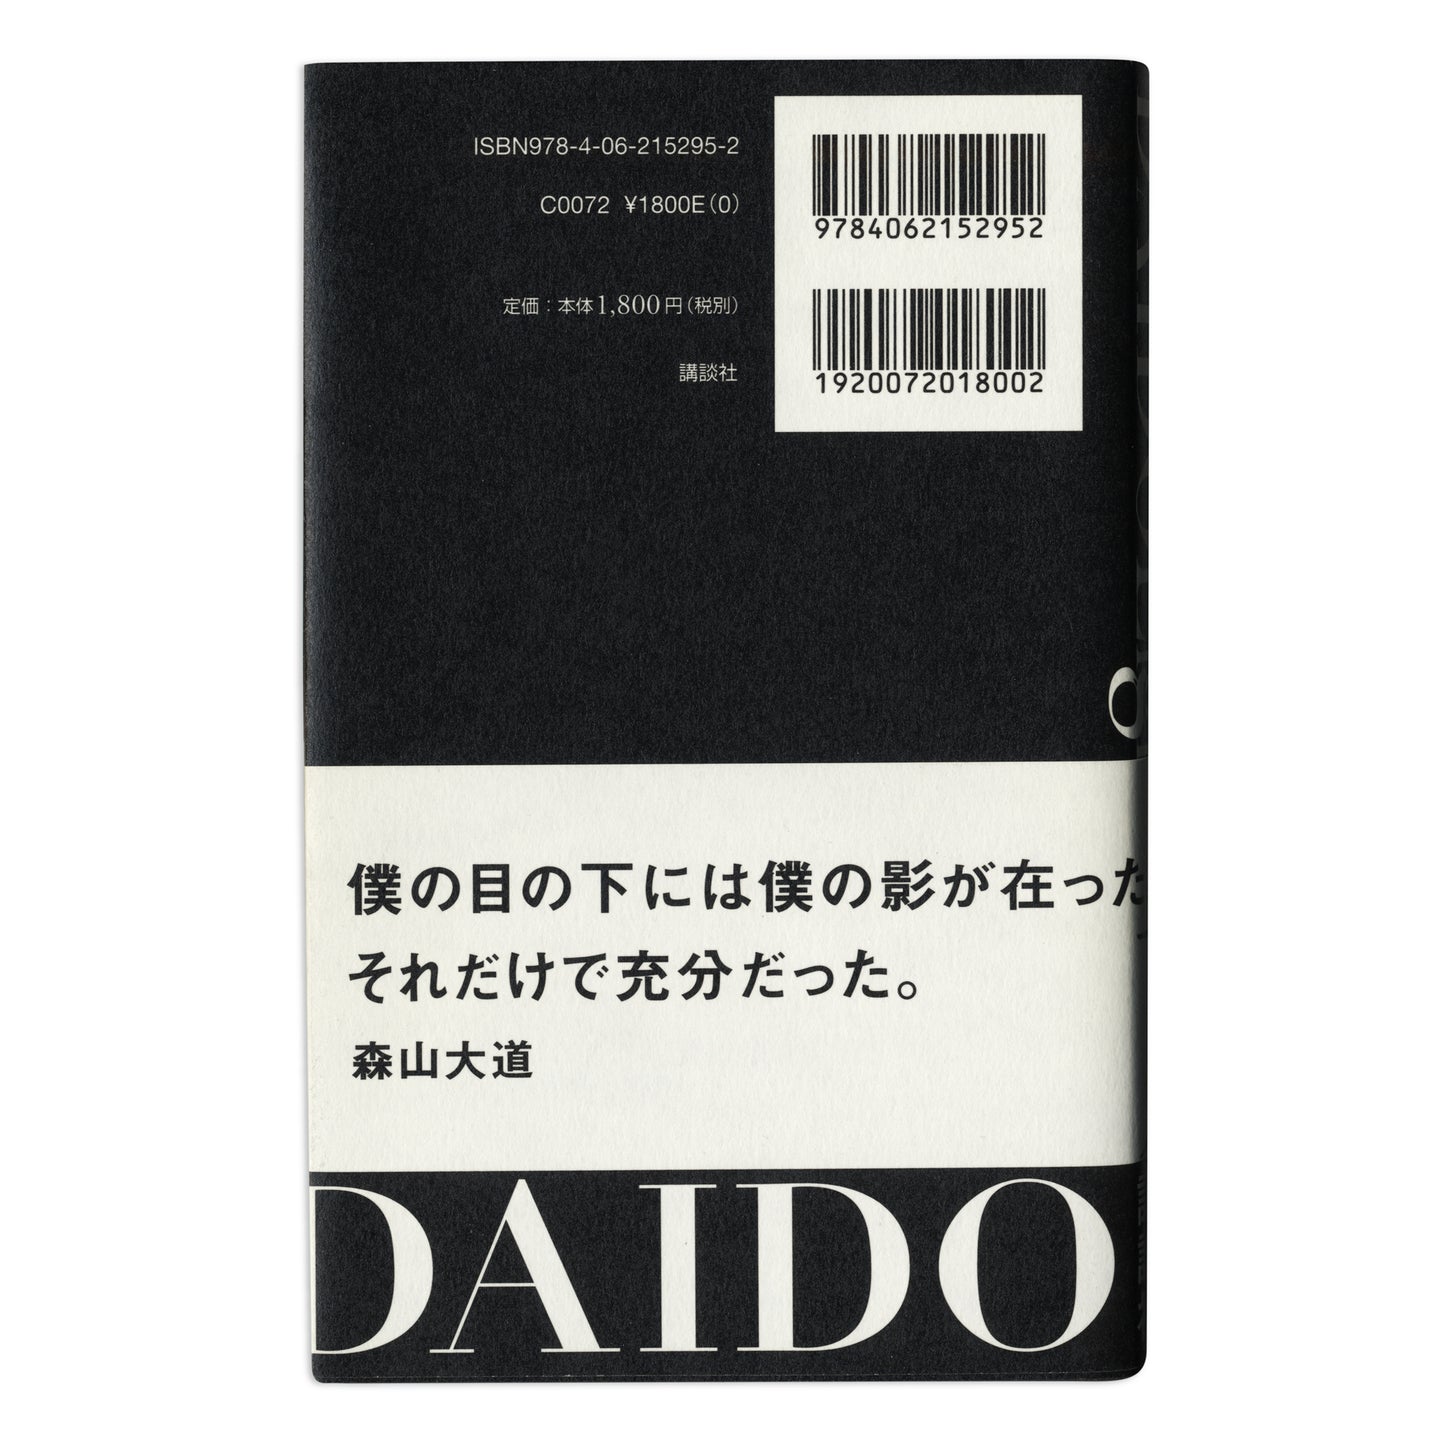 ISBN978-4-06-215295-2
C0072 ¥1800E(0)
定価：本体1,800円(税別)
講談社
9784062152952
1920072018002
僕の目の下には僕の影が在った
それだけで充分だった。
森山大道
DAIDO